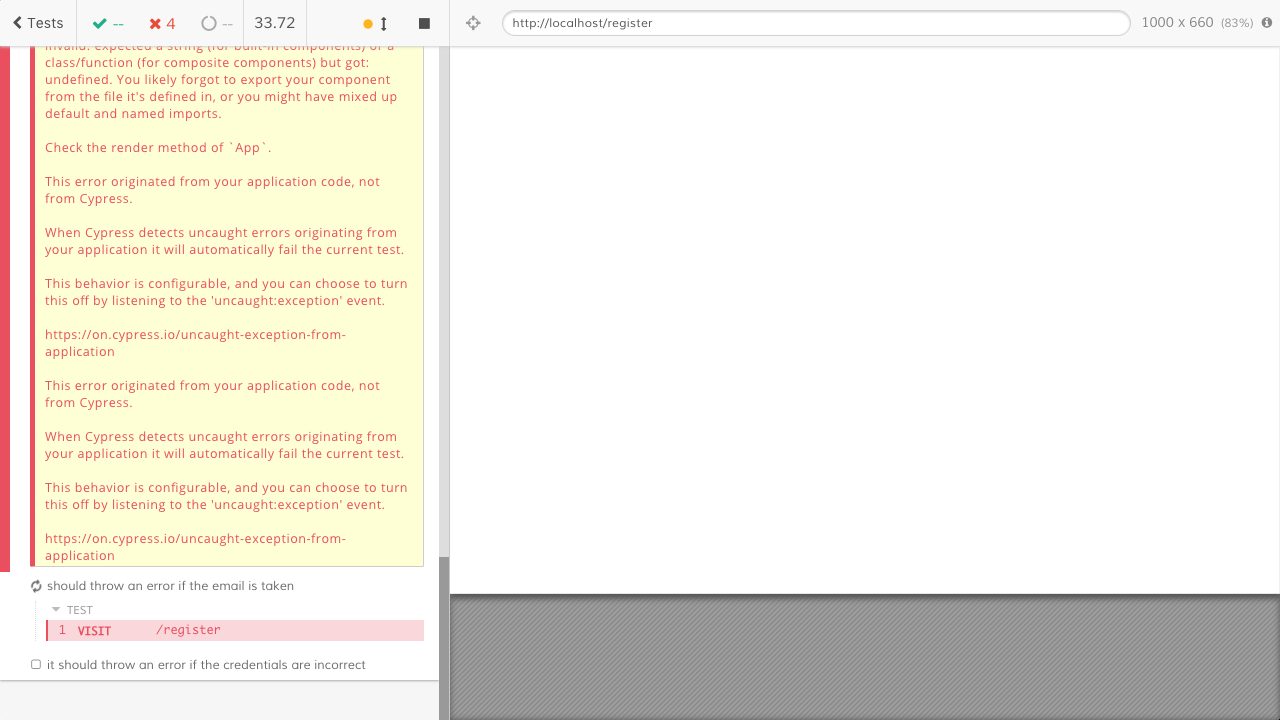 Tests
--
4
--
33.72
http://localhost/register
1000 x 660 (83%)
invalid: expected a string (for built-in components) or a
class/function (for composite components) but got:
undefined. You likely forgot to export your component
from the file it's defined in, or you might have mixed up
default and named imports.
Check the render method of `App`.
This error originated from your application code, not
from Cypress.
When Cypress detects uncaught errors originating from
your application it will automatically fail the current test.
This behavior is configurable, and you can choose to turn
this off by listening to the 'uncaught:exception' event.
https://on.cypress.io/uncaught-exception-from-
application
This error originated from your application code, not
from Cypress.
When Cypress detects uncaught errors originating from
your application it will automatically fail the current test.
This behavior is configurable, and you can choose to turn
this off by listening to the 'uncaught:exception' event.
https://on.cypress.io/uncaught-exception-from-
application
should throw an error if the email is taken
TEST
1 VISIT /register
it should throw an error if the credentials are incorrect